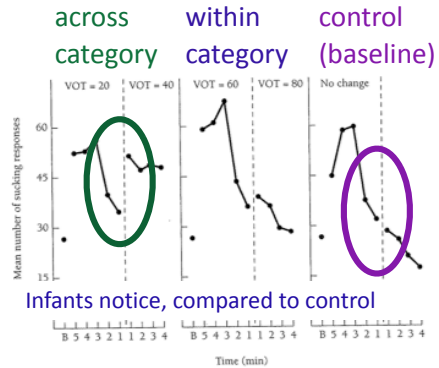 across category
within category
control (baseline)
VOT = 20
VOT = 40
VOT = 60
VOT = 80
No change
Mean number of sucking responses
60
45
30
15
Infants notice, compared to control
B 5 4 3 2 1 1 2 3 4
B 5 4 3 2 1 1 2 3 4
B 5 4 3 2 1 1 2 3 4
Time (min)